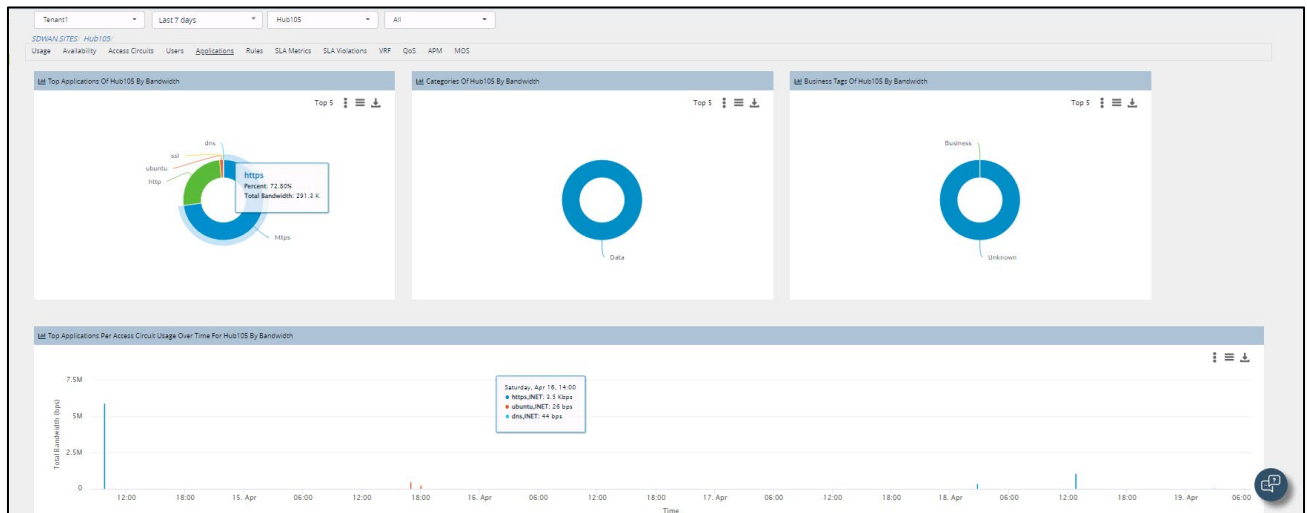 Tenant1 Last 7 days Hub105 All
SDWAN.SITES/ Hub105/
Usage Availability Access Circuits Users Applications Rules SLA Metrics SLA Violations VRF QoS APM MOS
Top Applications Of Hub105 By Bandwidth
Top 5
dns
ssl
ubuntu
http
https
Percent: 72.80%
Total Bandwidth: 291.3 K
https
Categories Of Hub105 By Bandwidth
Top 5
Data
Business Tags Of Hub105 By Bandwidth
Top 5
Business
Unknown
Top Applications Per Access Circuit Usage Over Time For Hub105 By Bandwidth
Total Bandwidth (bps)
7.5M
5M
2.5M
0
Saturday, Apr 16, 14:00
https,INET: 3.5 Kbps
ubuntu,INET: 26 bps
dns,INET: 44 bps
12:00 18:00 15. Apr 06:00 12:00 18:00 16. Apr 06:00 12:00 18:00 17. Apr 06:00 12:00 18:00 18. Apr 06:00 12:00 18:00 19. Apr 06:00
Time